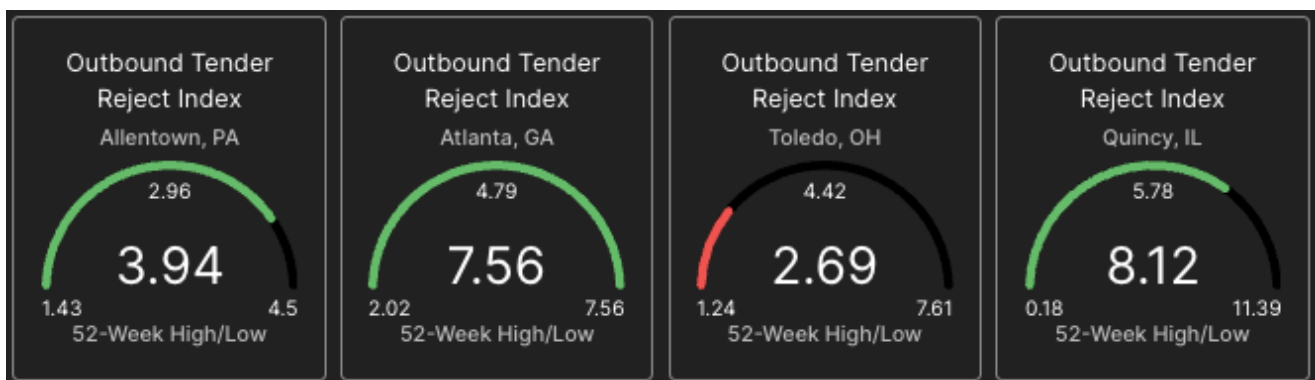 Outbound Tender
Reject Index
Allentown, PA
2.96
3.94
1.43
4.5
52-Week High/Low
Outbound Tender
Reject Index
Atlanta, GA
4.79
7.56
2.02
7.56
52-Week High/Low
Outbound Tender
Reject Index
Toledo, OH
4.42
2.69
1.24
7.61
52-Week High/Low
Outbound Tender
Reject Index
Quincy, IL
5.78
8.12
0.18
11.39
52-Week High/Low